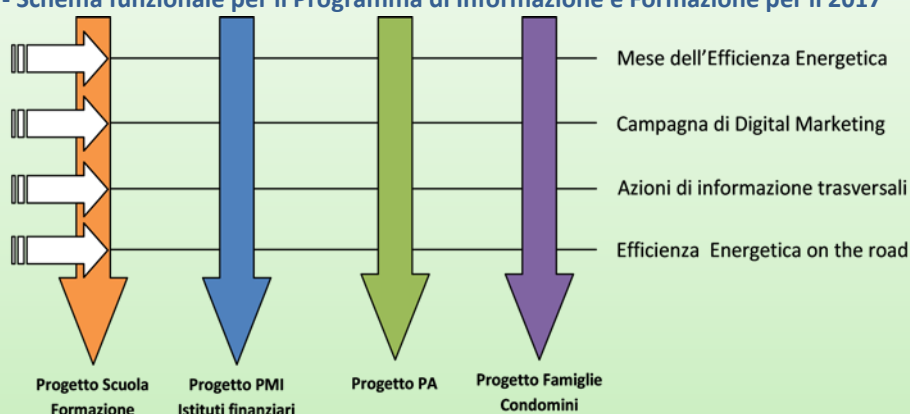 - Schema funzionale per il Programma di Informazione e Formazione per il 2017
Mese dell'Efficienza Energetica
Campagna di Digital Marketing
Azioni di informazione trasversali
Efficienza Energetica on the road
Progetto Scuola
Formazione
Progetto PMI
Istituti finanziari
Progetto PA
Progetto Famiglie
Condomini